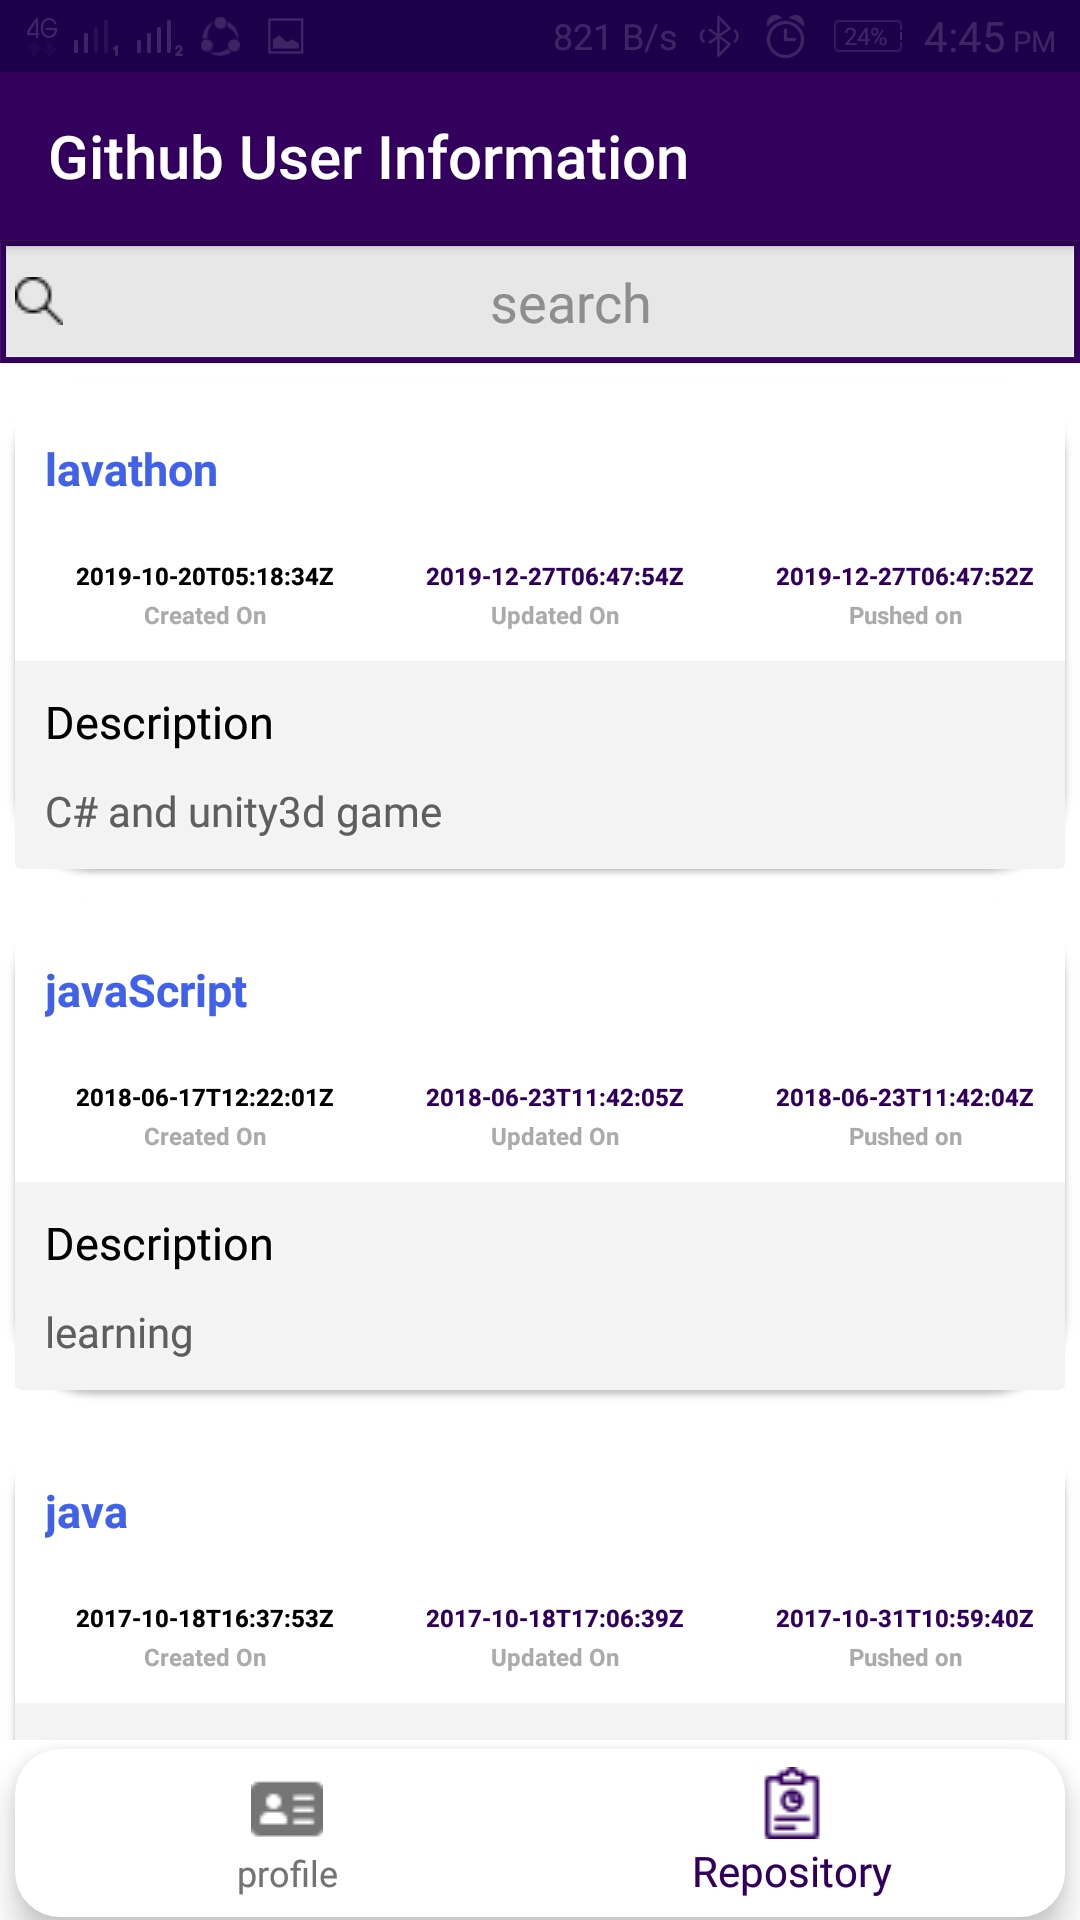 4G 1 2 821 B/s 24% 4:45 PM
Github User Information
search
lavathon
2019-10-20T05:18:34Z 2019-12-27T06:47:54Z 2019-12-27T06:47:52Z
Created On Updated On Pushed on
Description
C# and unity3d game
javaScript
2018-06-17T12:22:01Z 2018-06-23T11:42:05Z 2018-06-23T11:42:04Z
Created On Updated On Pushed on
Description
learning
java
2017-10-18T16:37:53Z 2017-10-18T17:06:39Z 2017-10-31T10:59:40Z
Created On Updated On Pushed on
profile Repository